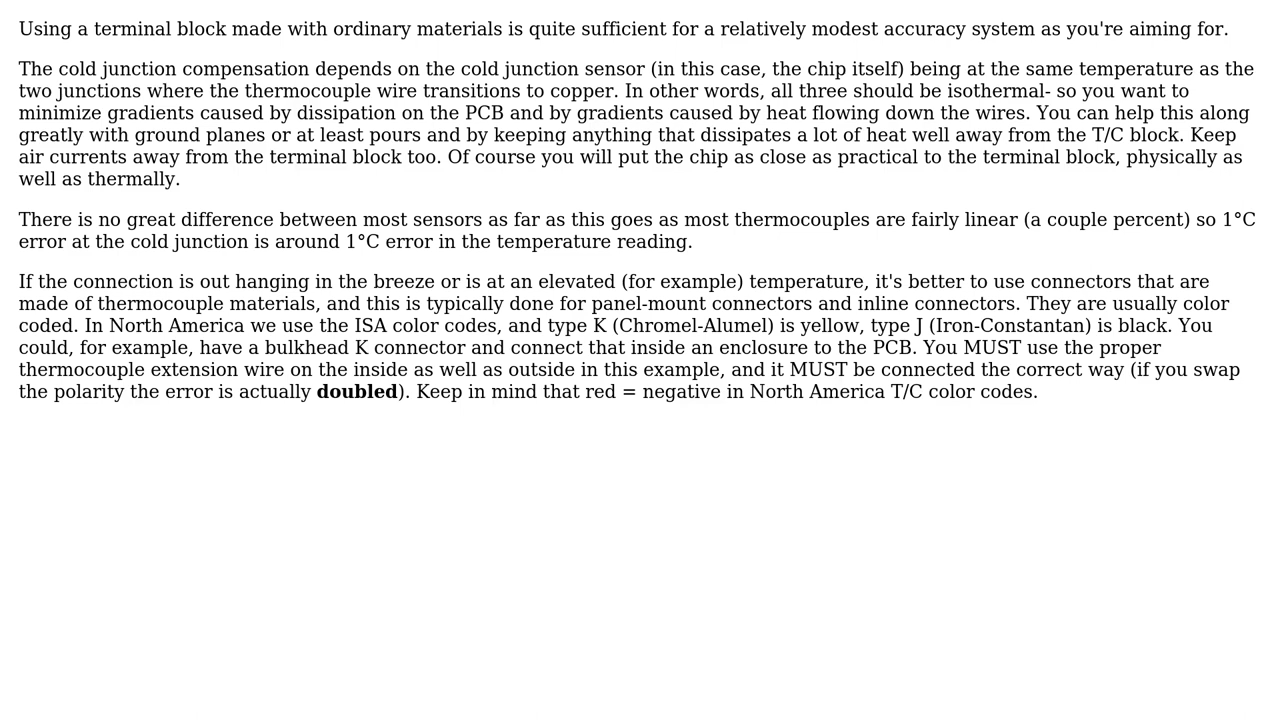 Using a terminal block made with ordinary materials is quite sufficient for a relatively modest accuracy system as you're aiming for.
The cold junction compensation depends on the cold junction sensor (in this case, the chip itself) being at the same temperature as the
two junctions where the thermocouple wire transitions to copper. In other words, all three should be isothermal- so you want to
minimize gradients caused by dissipation on the PCB and by gradients caused by heat flowing down the wires. You can help this along
greatly with ground planes or at least pours and by keeping anything that dissipates a lot of heat well away from the T/C block. Keep
air currents away from the terminal block too. Of course you will put the chip as close as practical to the terminal block, physically as
well as thermally.
There is no great difference between most sensors as far as this goes as most thermocouples are fairly linear (a couple percent) so 1°C
error at the cold junction is around 1°C error in the temperature reading.
If the connection is out hanging in the breeze or is at an elevated (for example) temperature, it's better to use connectors that are
made of thermocouple materials, and this is typically done for panel-mount connectors and inline connectors. They are usually color
coded. In North America we use the ISA color codes, and type K (Chromel-Alumel) is yellow, type J (Iron-Constantan) is black. You
could, for example, have a bulkhead K connector and connect that inside an enclosure to the PCB. You MUST use the proper
thermocouple extension wire on the inside as well as outside in this example, and it MUST be connected the correct way (if you swap
the polarity the error is actually doubled). Keep in mind that red = negative in North America T/C color codes.